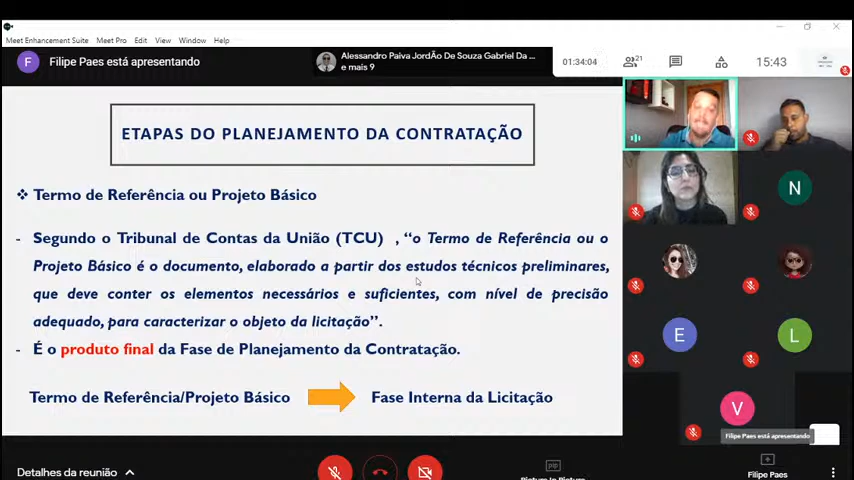 Meet Enhancement Suite Meet Pro Edit View Window Help
F Filipe Paes está apresentando
Alessandro Paiva JordÃo De Souza Gabriel Da ...
e mais 9
01:34:04 21 15:43
ETAPAS DO PLANEJAMENTO DA CONTRATAÇÃO
❖ Termo de Referência ou Projeto Básico
- Segundo o Tribunal de Contas da União (TCU) , “o Termo de Referência ou o
Projeto Básico é o documento, elaborado a partir dos estudos técnicos preliminares,
que deve conter os elementos necessários e suficientes, com nível de precisão
adequado, para caracterizar o objeto da licitação”.
- É o produto final da Fase de Planejamento da Contratação.
Termo de Referência/Projeto Básico Fase Interna da Licitação
N
E L
V
Filipe Paes está apresentando
Detalhes da reunião
Picture In Picture
Filipe Paes